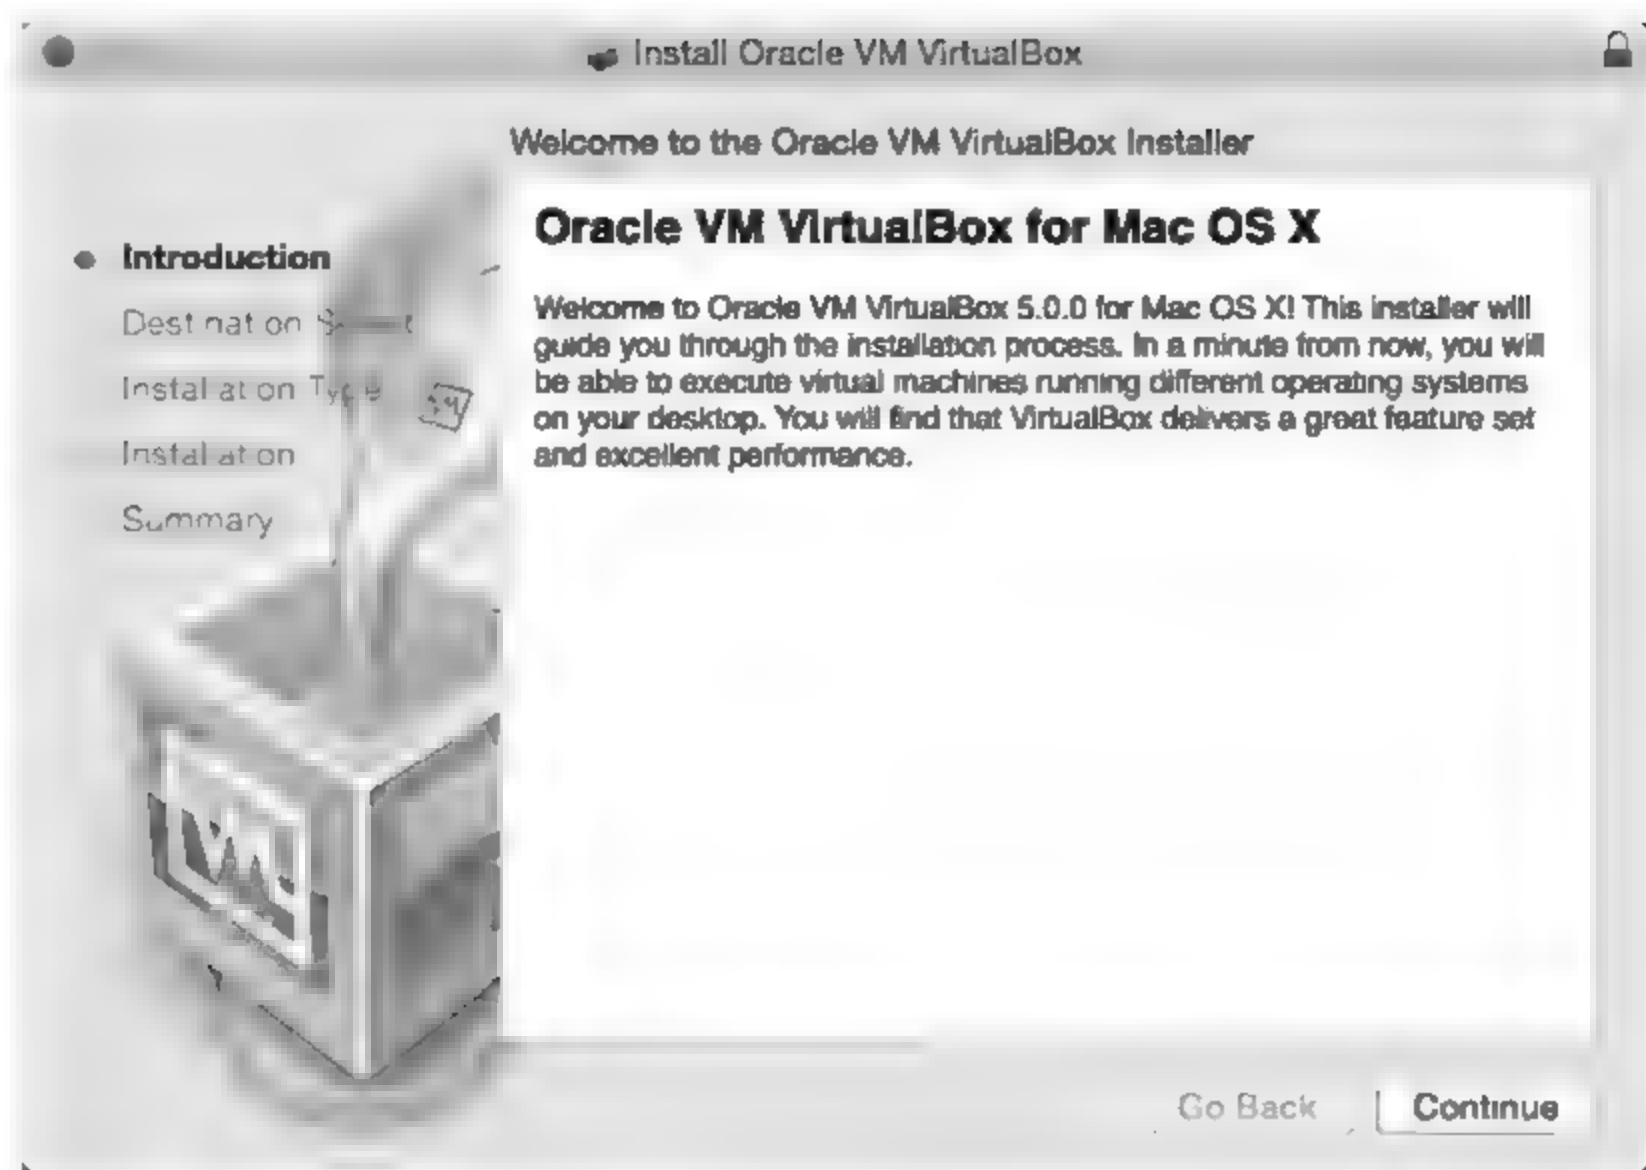 Install Oracle VM VirtualBox
Welcome to the Oracle VM VirtualBox Installer
Introduction
Destination Select
Installation Type
Installation
Summary
Oracle VM VirtualBox for Mac OS X
Welcome to Oracle VM VirtualBox 5.0.0 for Mac OS X! This installer will
guide you through the installation process. In a minute from now, you will
be able to execute virtual machines running different operating systems
on your desktop. You will find that VirtualBox delivers a great feature set
and excellent performance.
Go Back
Continue